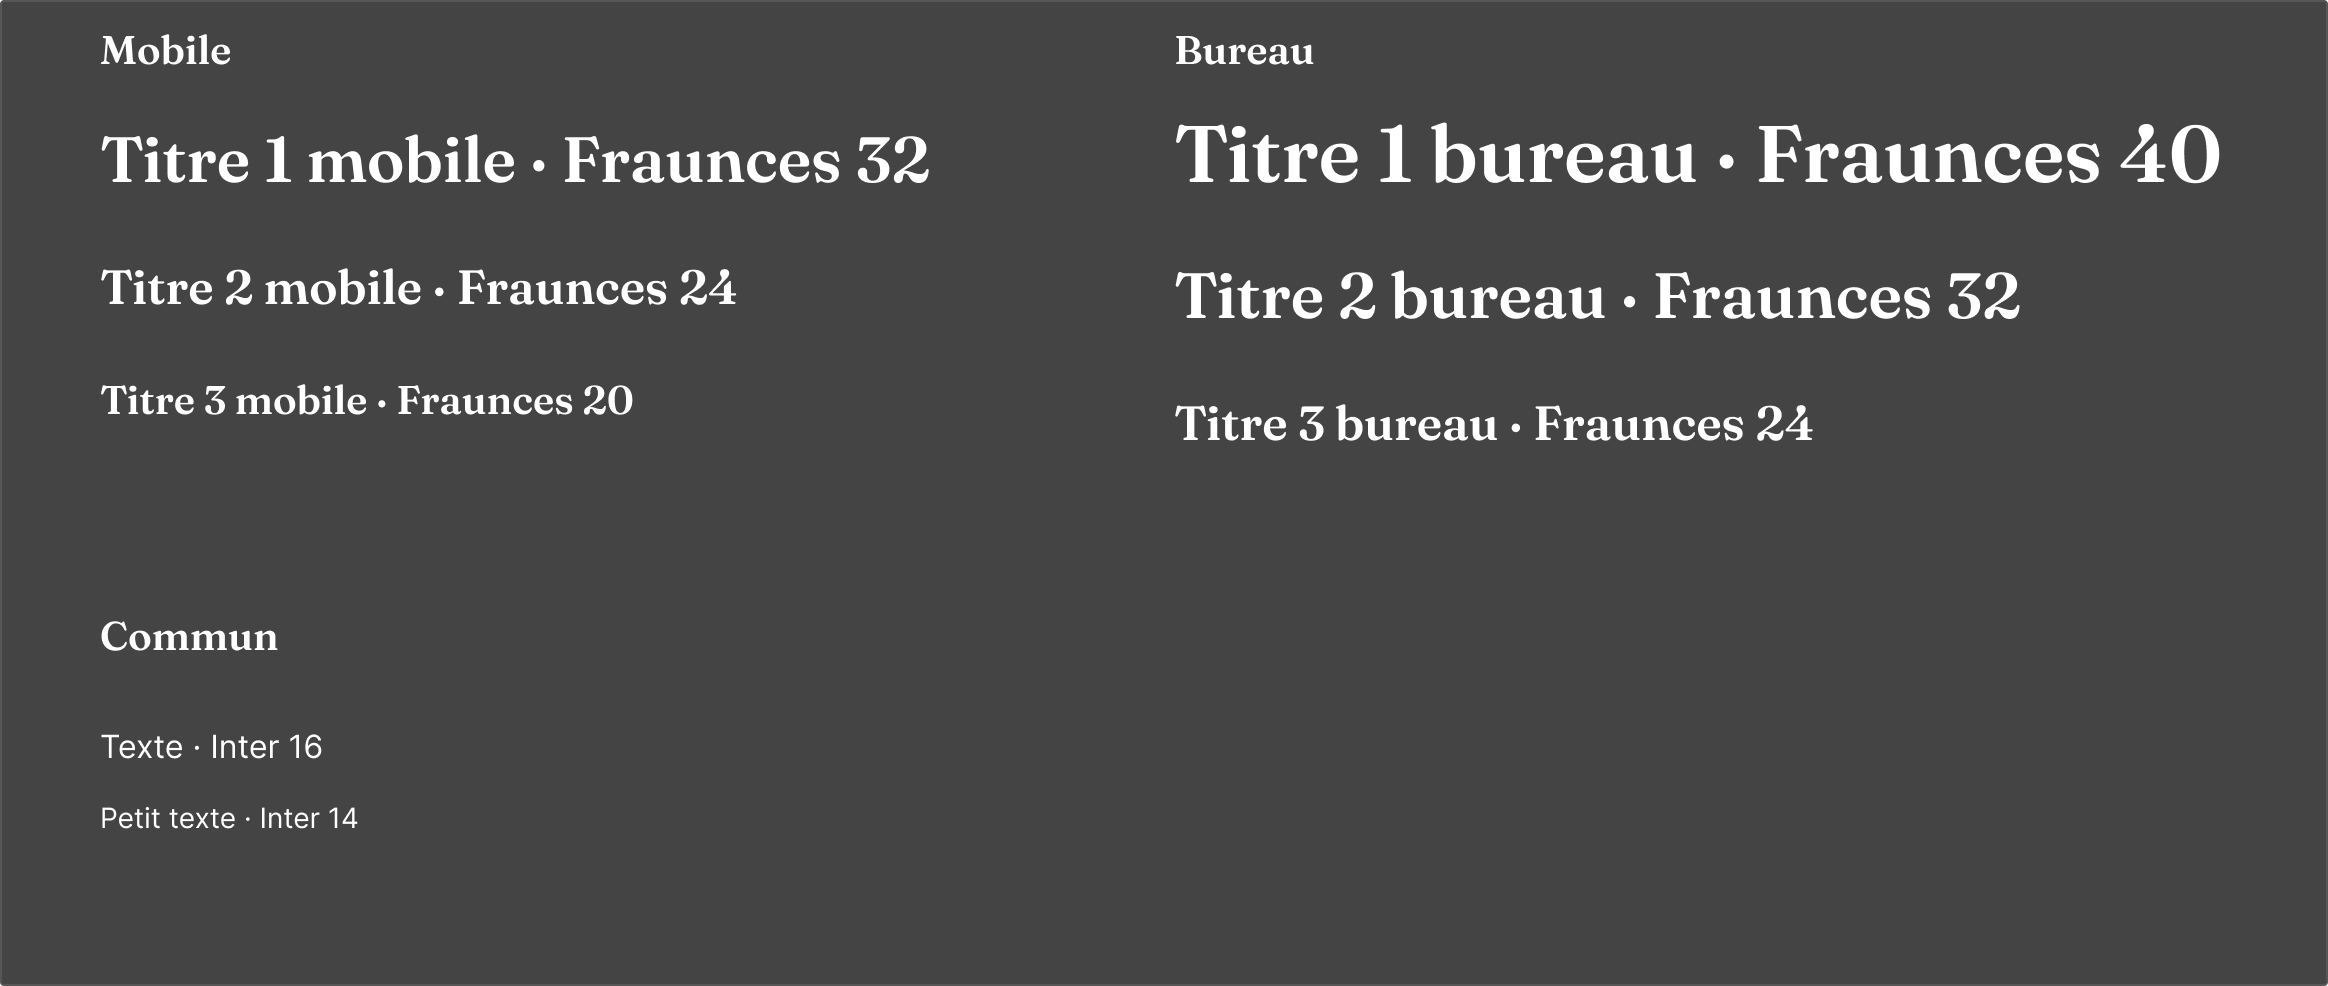 Mobile
Titre 1 mobile · Fraunces 32
Titre 2 mobile · Fraunces 24
Titre 3 mobile · Fraunces 20
Bureau
Titre 1 bureau · Fraunces 40
Titre 2 bureau · Fraunces 32
Titre 3 bureau · Fraunces 24
Commun
Texte · Inter 16
Petit texte · Inter 14